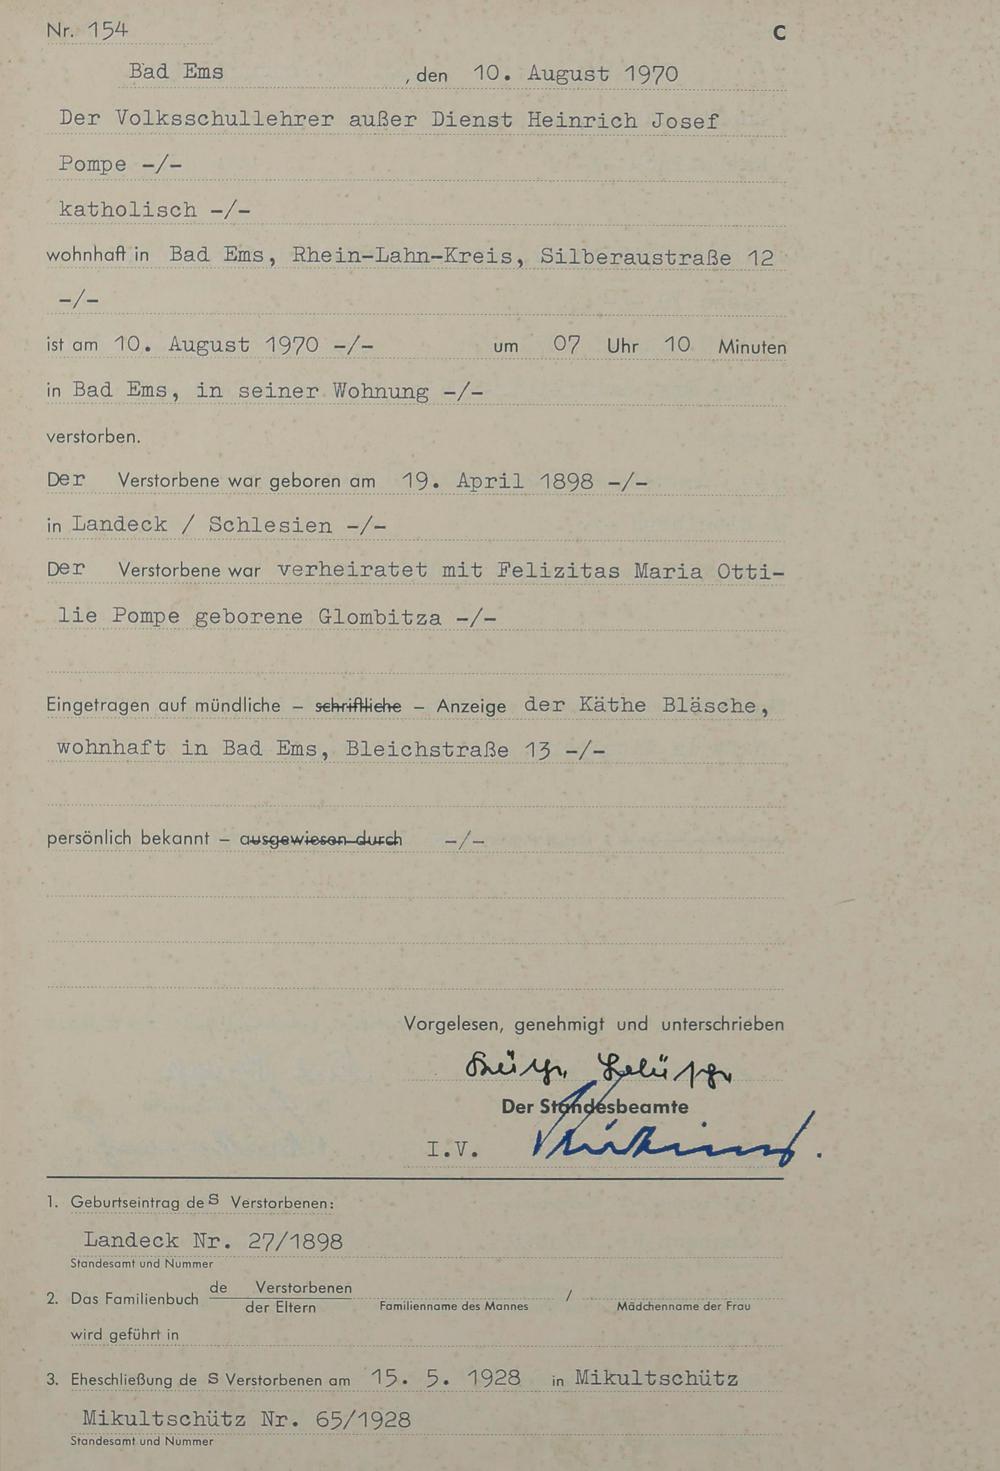 Nr. 154 C
Bad Ems , den 10. August 1970
Der Volksschullehrer außer Dienst Heinrich Josef
Pompe -/-
katholisch -/-
wohnhaft in Bad Ems, Rhein-Lahn-Kreis, Silberaustraße 12
-/-
ist am 10. August 1970 -/- um 07 Uhr 10 Minuten
in Bad Ems, in seiner Wohnung -/-
verstorben.
Der Verstorbene war geboren am 19. April 1898 -/-
in Landeck / Schlesien -/-
Der Verstorbene war verheiratet mit Felizitas Maria Otti-
lie Pompe geborene Glombitza -/-
Eingetragen auf mündliche – schriftliche – Anzeige der Käthe Bläsche,
wohnhaft in Bad Ems, Bleichstraße 13 -/-
persönlich bekannt – ausgewiesen durch -/-
Vorgelesen, genehmigt und unterschrieben
Der Standesbeamte
I.V.
1. Geburtseintrag des Verstorbenen:
Landeck Nr. 27/1898
Standesamt und Nummer
2. Das Familienbuch de Verstorbenen / der Eltern Familienname des Mannes / Mädchenname der Frau
wird geführt in
3. Eheschließung des Verstorbenen am 15. 5. 1928 in Mikultschütz
Mikultschütz Nr. 65/1928
Standesamt und Nummer